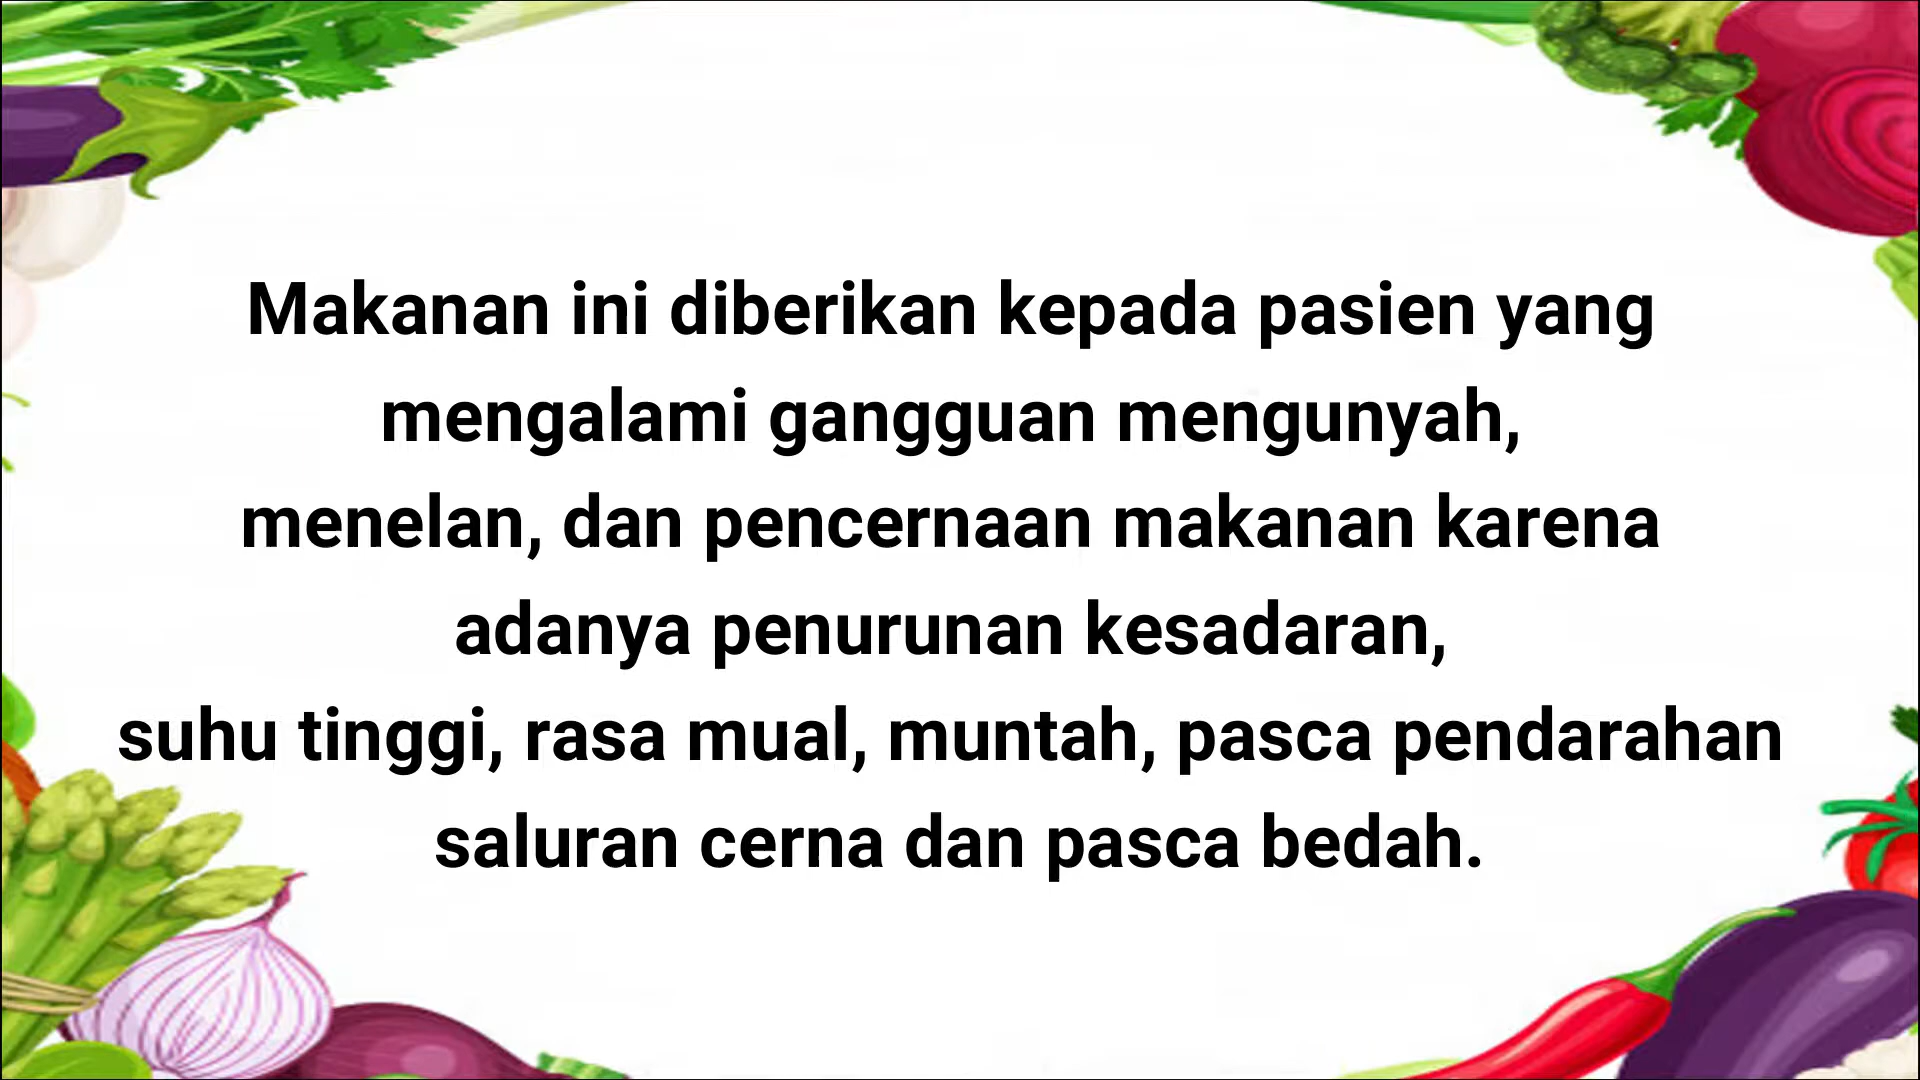 Makanan ini diberikan kepada pasien yang
mengalami gangguan mengunyah,
menelan, dan pencernaan makanan karena
adanya penurunan kesadaran,
suhu tinggi, rasa mual, muntah, pasca pendarahan
saluran cerna dan pasca bedah.